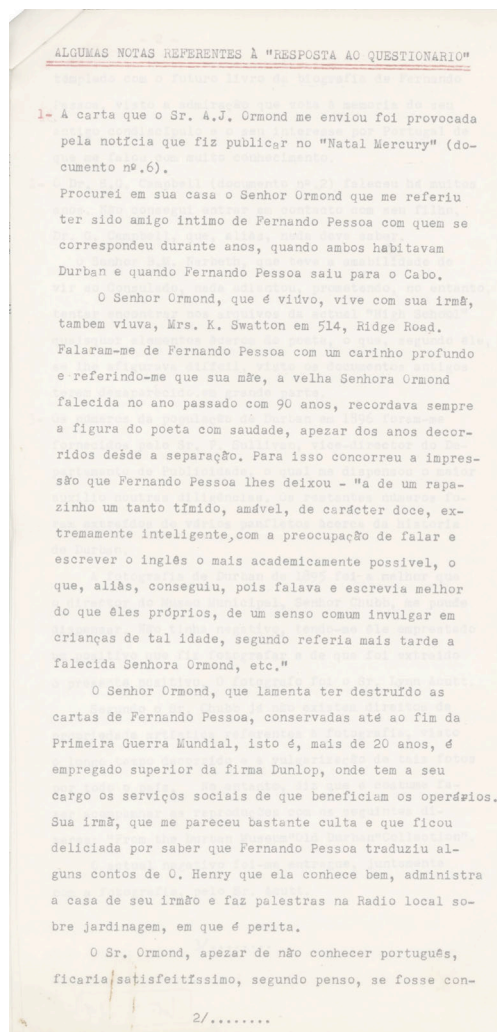 ALGUMAS NOTAS REFERENTES À "RESPOSTA AO QUESTIONARIO"
1- A carta que o Sr. A.J. Ormond me enviou foi provocada
pela notícia que fiz publicar no "Natal Mercury" (do-
cumento nº.6).
Procurei em sua casa o Senhor Ormond que me referiu
ter sido amigo intimo de Fernando Pessoa com quem se
correspondeu durante anos, quando ambos habitavam
Durban e quando Fernando Pessoa saiu para o Cabo.
O Senhor Ormond, que é viúvo, vive com sua irmã,
tambem viuva, Mrs. K. Swatton em 514, Ridge Road.
Falaram-me de Fernando Pessoa com um carinho profundo
e referindo-me que sua mãe, a velha Senhora Ormond
falecida no ano passado com 90 anos, recordava sempre
a figura do poeta com saudade, apezar dos anos decor-
ridos desde a separação. Para isso concorreu a impres-
são que Fernando Pessoa lhes deixou - "a de um rapa-
zinho um tanto tímido, amável, de carácter doce, ex-
tremamente inteligente, com a preocupação de falar e
escrever o inglês o mais academicamente possivel, o
que, aliás, conseguiu, pois falava e escrevia melhor
do que êles próprios, de um senso comum invulgar em
crianças de tal idade, segundo referia mais tarde a
falecida Senhora Ormond, etc."
O Senhor Ormond, que lamenta ter destruído as
cartas de Fernando Pessoa, conservadas até ao fim da
Primeira Guerra Mundial, isto é, mais de 20 anos, é
empregado superior da firma Dunlop, onde tem a seu
cargo os serviços sociais de que beneficiam os operários.
Sua irmã, que me pareceu bastante culta e que ficou
deliciada por saber que Fernando Pessoa traduziu al-
guns contos de O. Henry que ela conhece bem, administra
a casa de seu irmão e faz palestras na Radio local so-
bre jardinagem, em que é perita.
O Sr. Ormond, apezar de não conhecer português,
ficaria satisfeitíssimo, segundo penso, se fosse con-
2/........